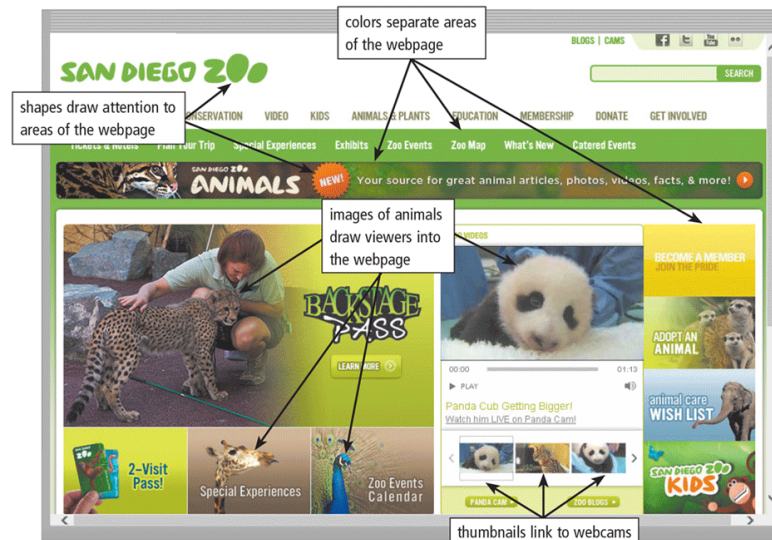 colors separate areas
of the webpage
BLOGS | CAMS
f
t
You
Tube
SAN DIEGO ZOO
SEARCH
shapes draw attention to
areas of the webpage
VIDEO KIDS ANIMALS & PLANTS EDUCATION MEMBERSHIP DONATE GET INVOLVED
Special Experiences Exhibits Zoo Events Zoo Map What's New Catered Events
SAN DIEGO ZOO
ANIMALS
NEW!
Your source for great animal articles, photos, videos, facts, & more!
images of animals
draw viewers into
the webpage
VIDEOS
BECOME A MEMBER
JOIN THE PRIDE
BACKSTAGE
PASS
LEARN MORE
ADOPT AN
ANIMAL
00:00 01:13
PLAY
animal care
WISH LIST
Panda Cub Getting Bigger!
Watch him LIVE on Panda Cam!
2-Visit
Pass!
Special Experiences
Zoo Events
Calendar
SAN DIEGO ZOO
KIDS
PANDA CAM
ZOO BLOGS
thumbnails link to webcams